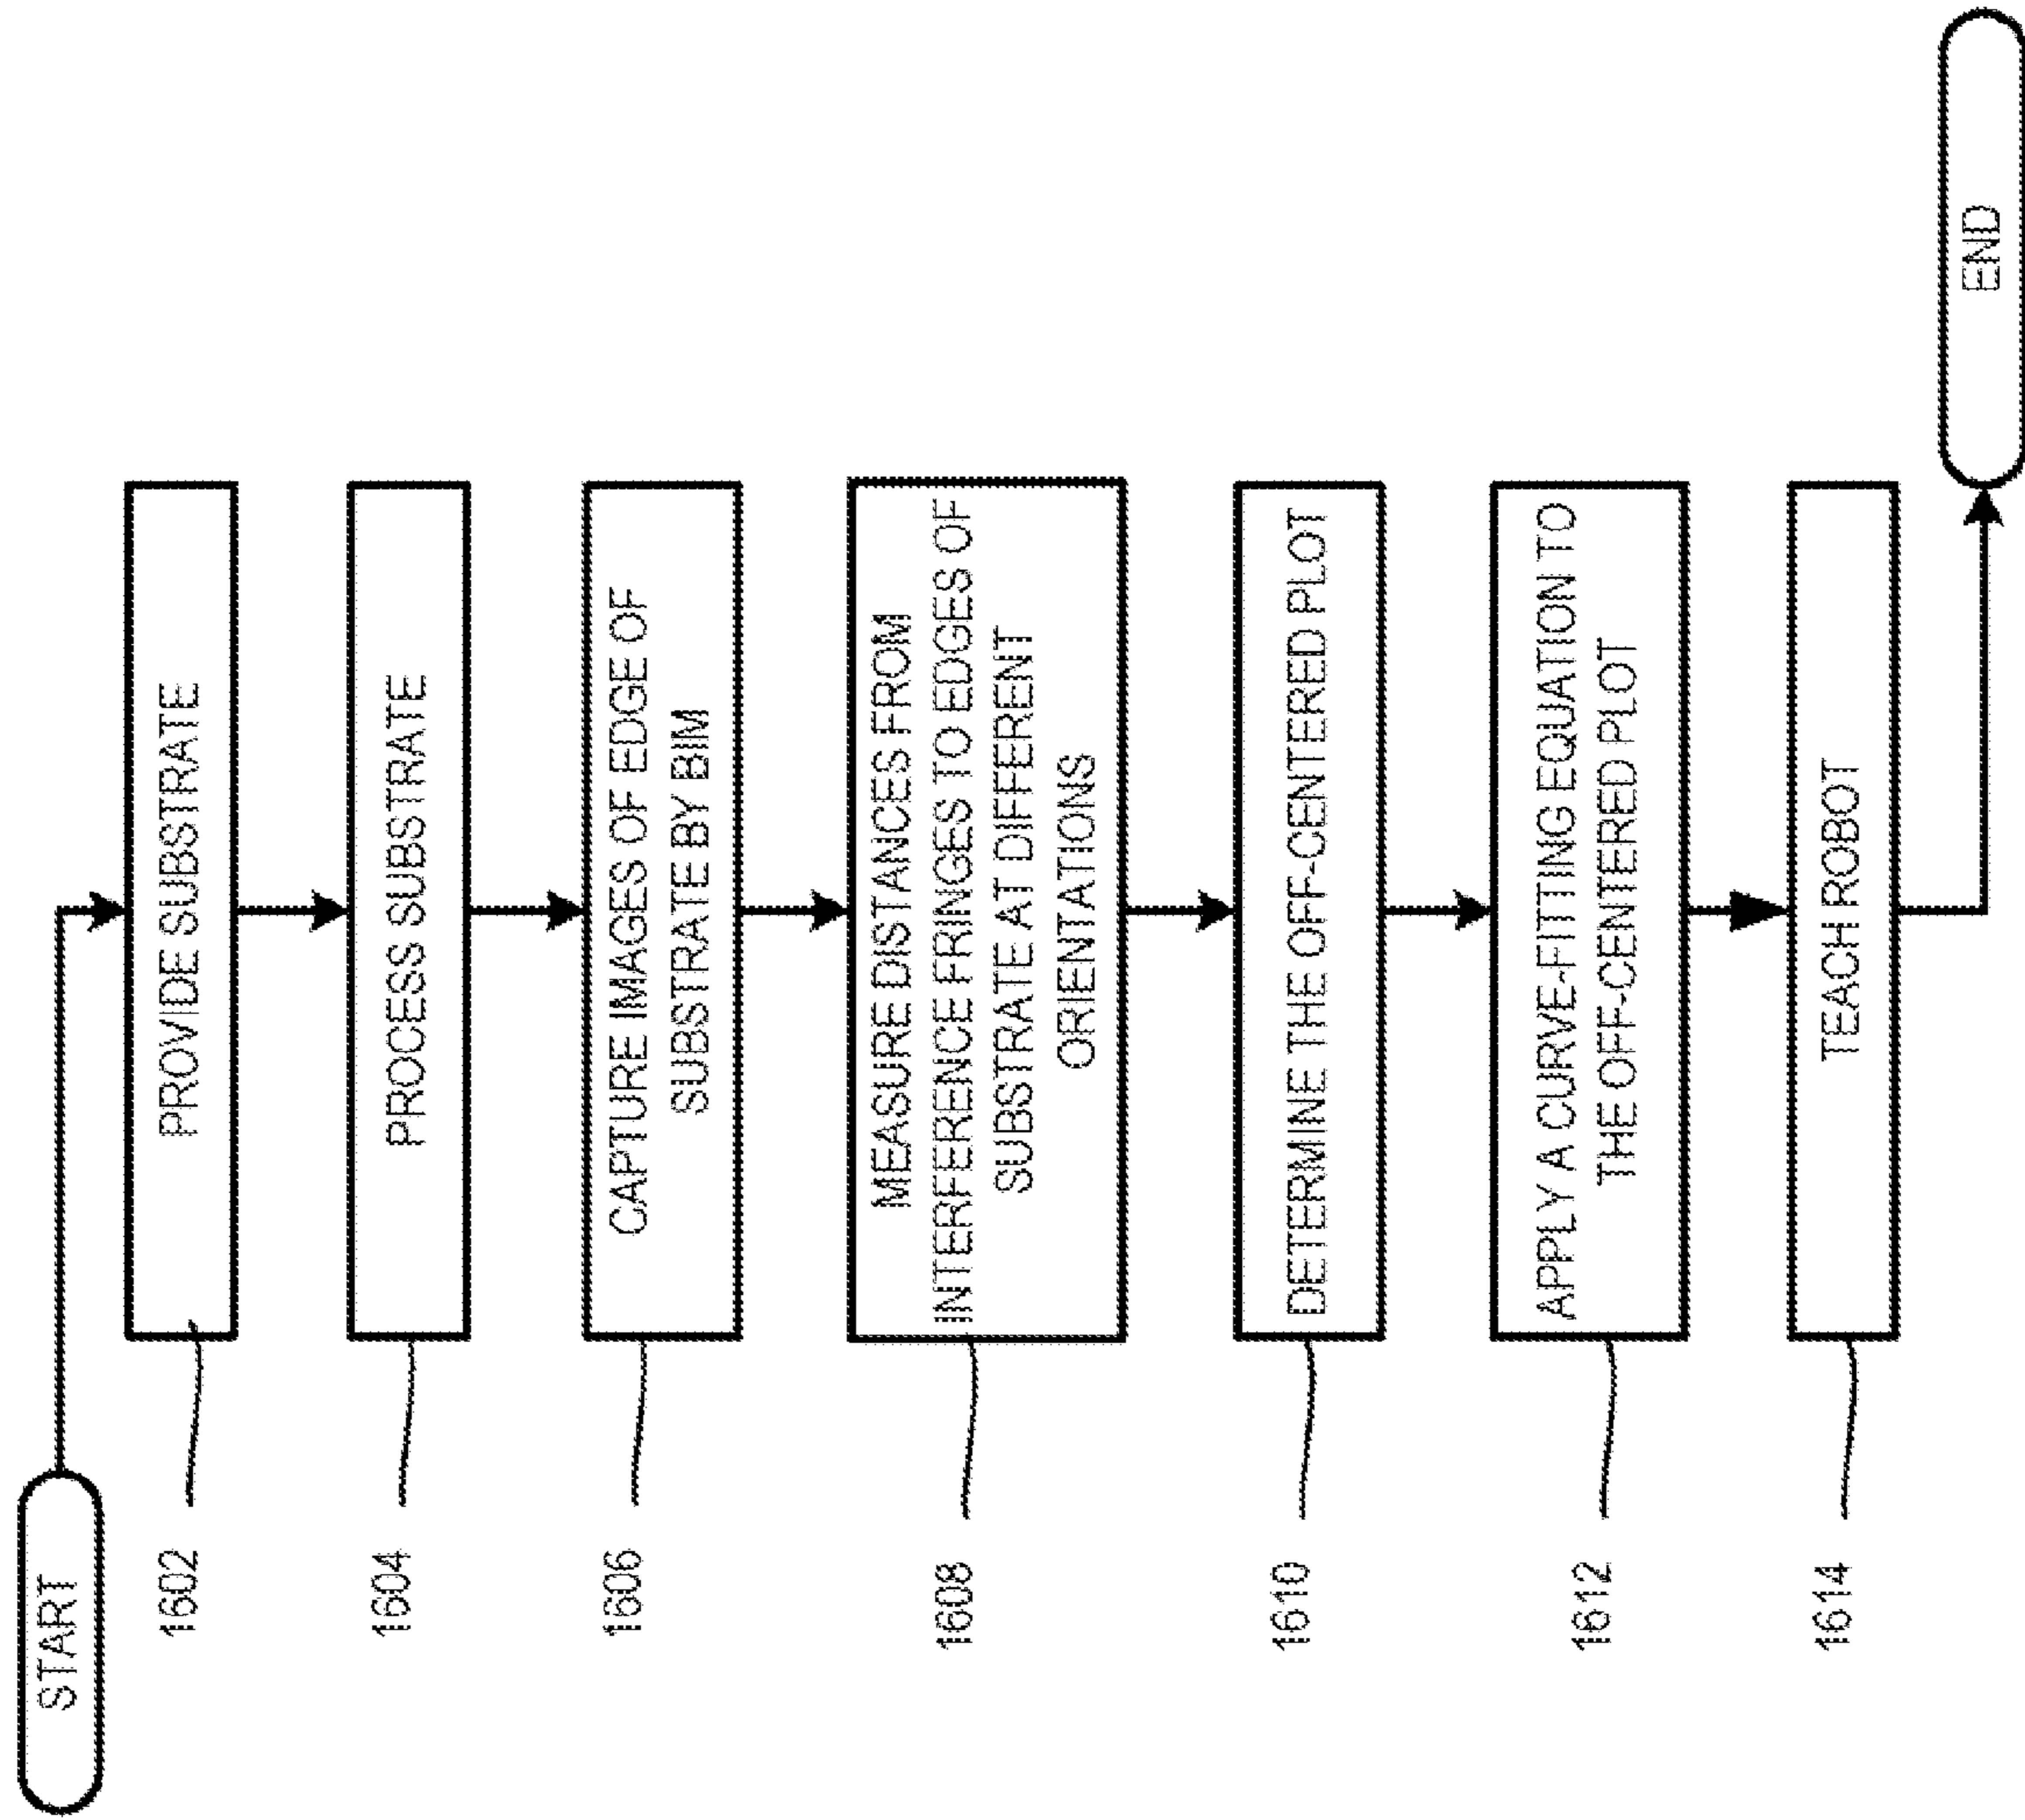 START
1602
PROVIDE SUBSTRATE
1604
PROCESS SUBSTRATE
1606
CAPTURE IMAGES OF EDGE OF
SUBSTRATE BY BIM
1608
MEASURE DISTANCES FROM
INTERFERENCE FRINGES TO EDGES OF
SUBSTRATE AT DIFFERENT
ORIENTATIONS
1610
DETERMINE THE OFF-CENTERED PLOT
1612
APPLY A CURVE-FITTING EQUATION TO
THE OFF-CENTERED PLOT
1614
TEACH ROBOT
END